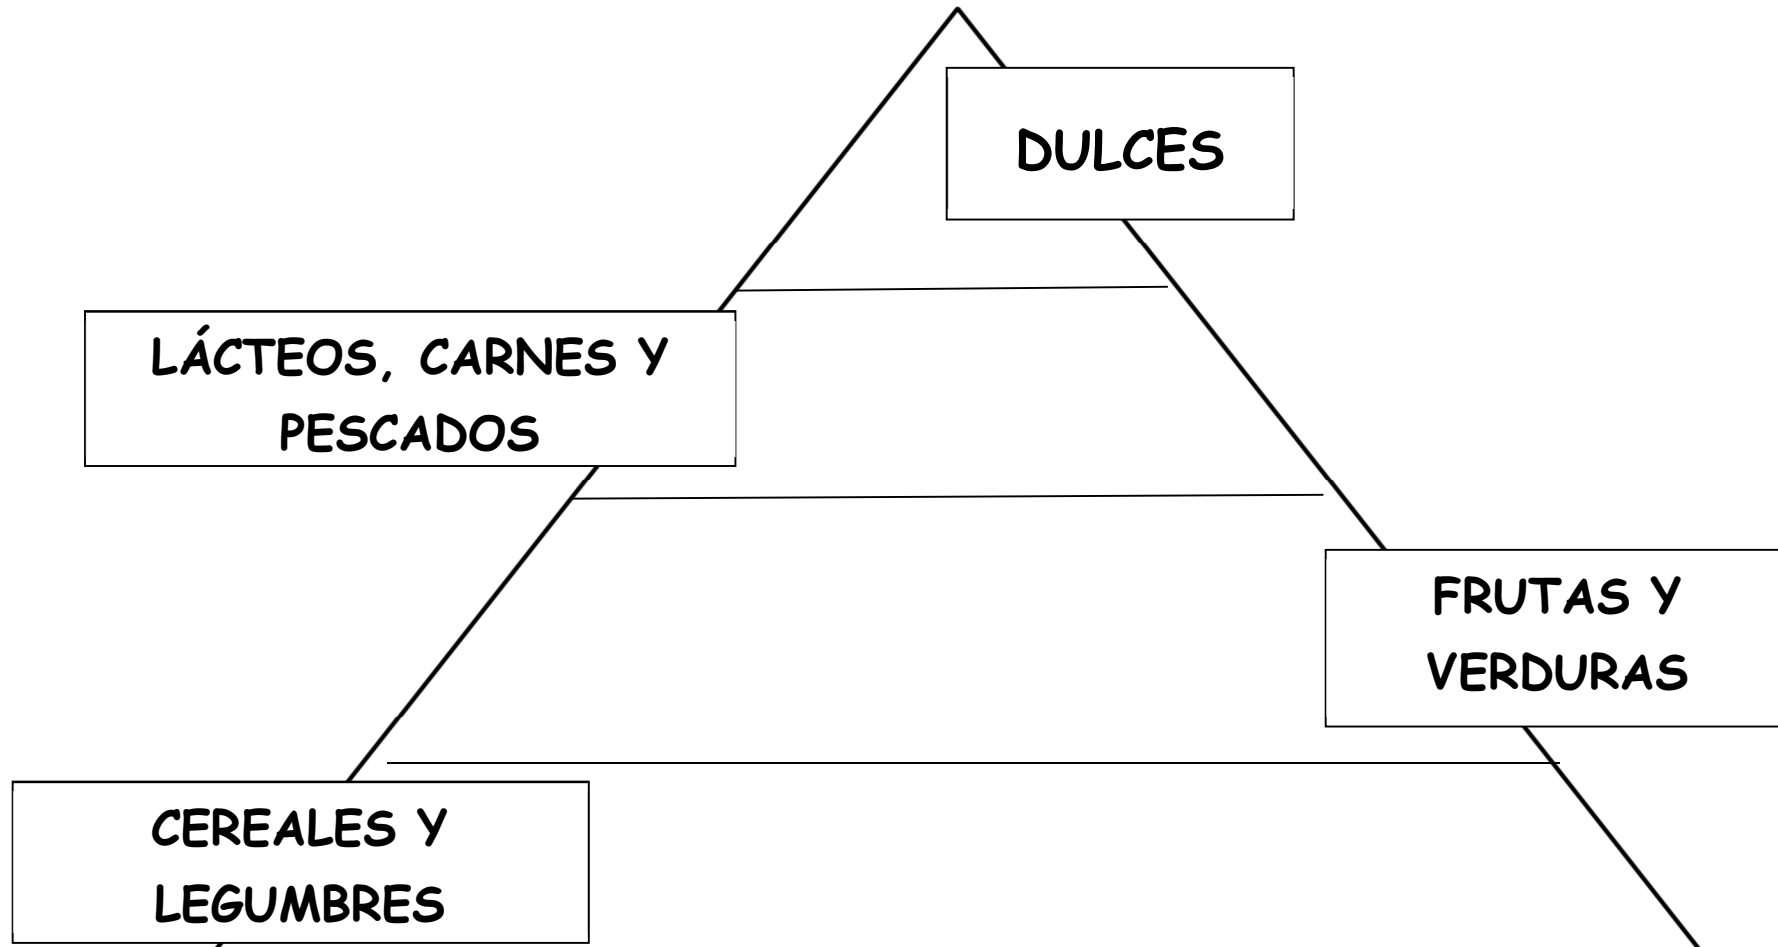 DULCES
LÁCTEOS, CARNES Y
PESCADOS
FRUTAS Y
VERDURAS
CEREALES Y
LEGUMBRES